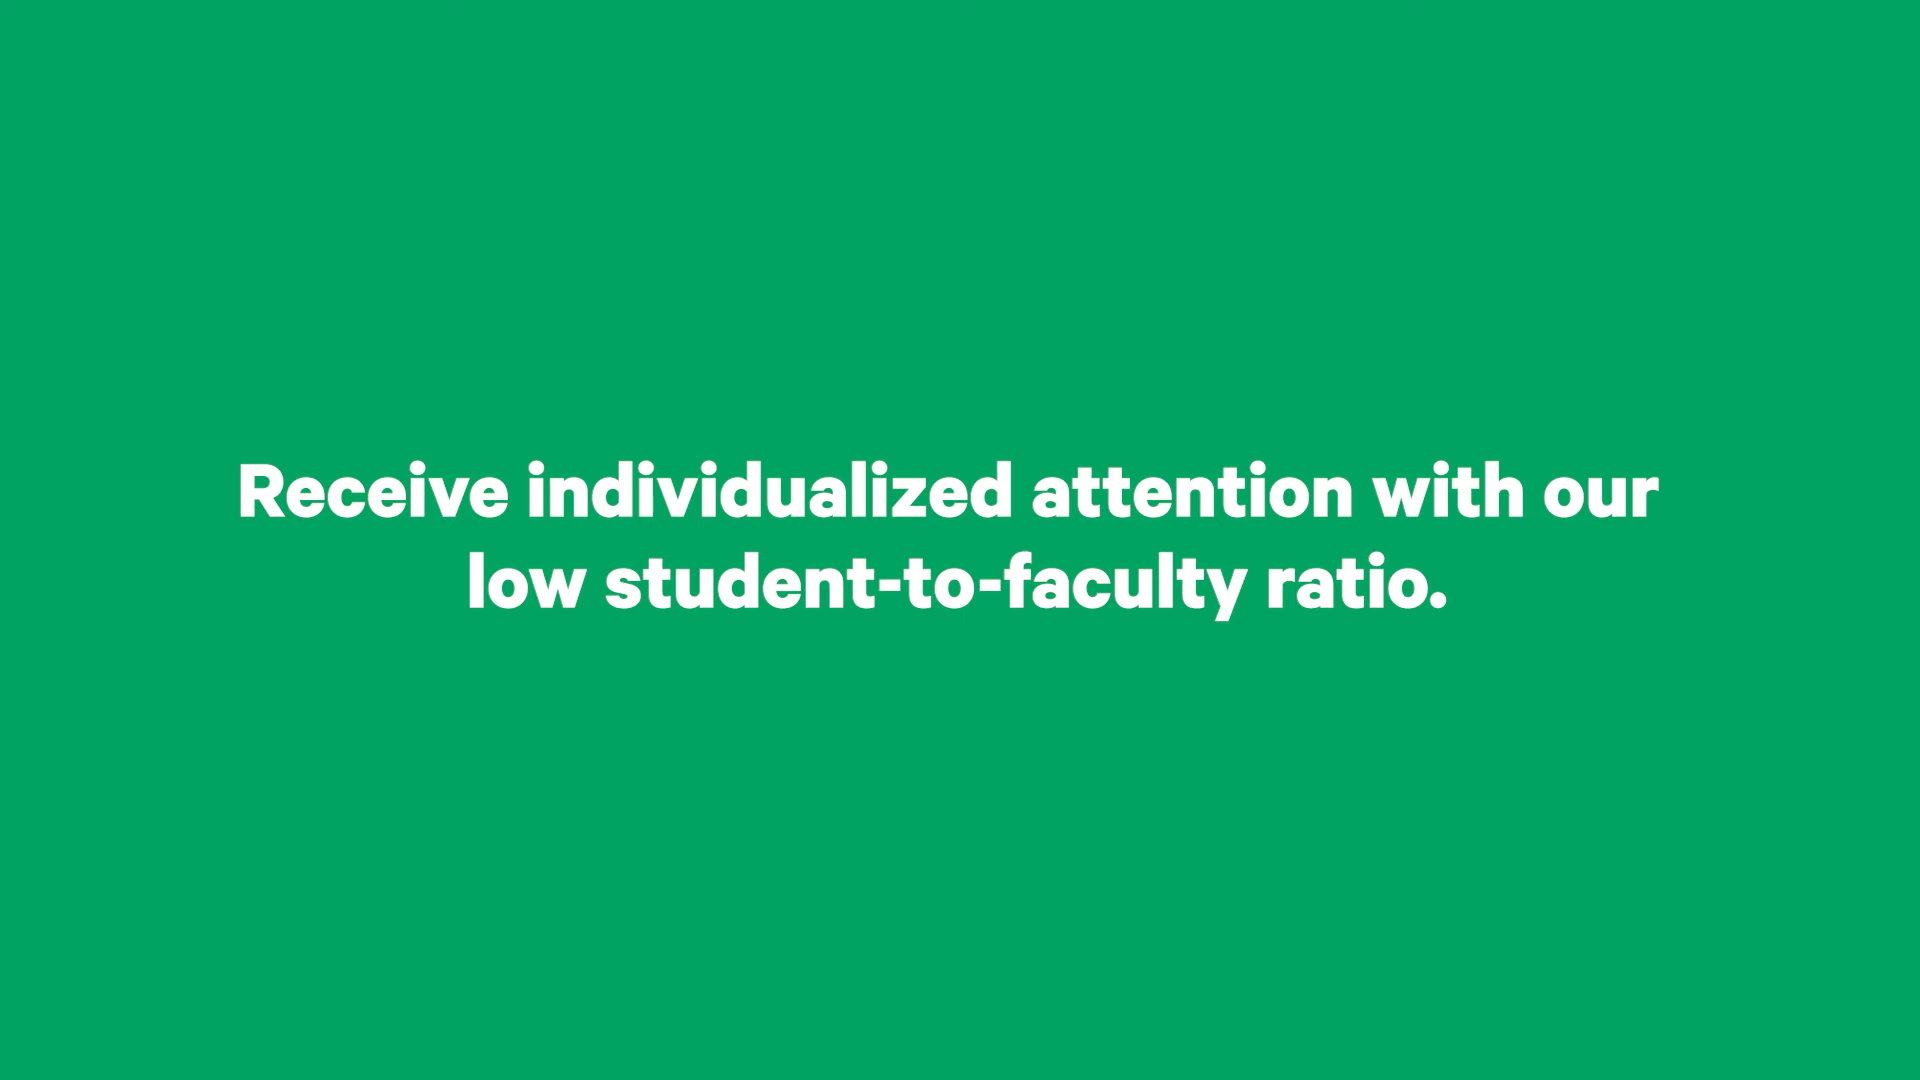 Receive individualized attention with our
low student-to-faculty ratio.